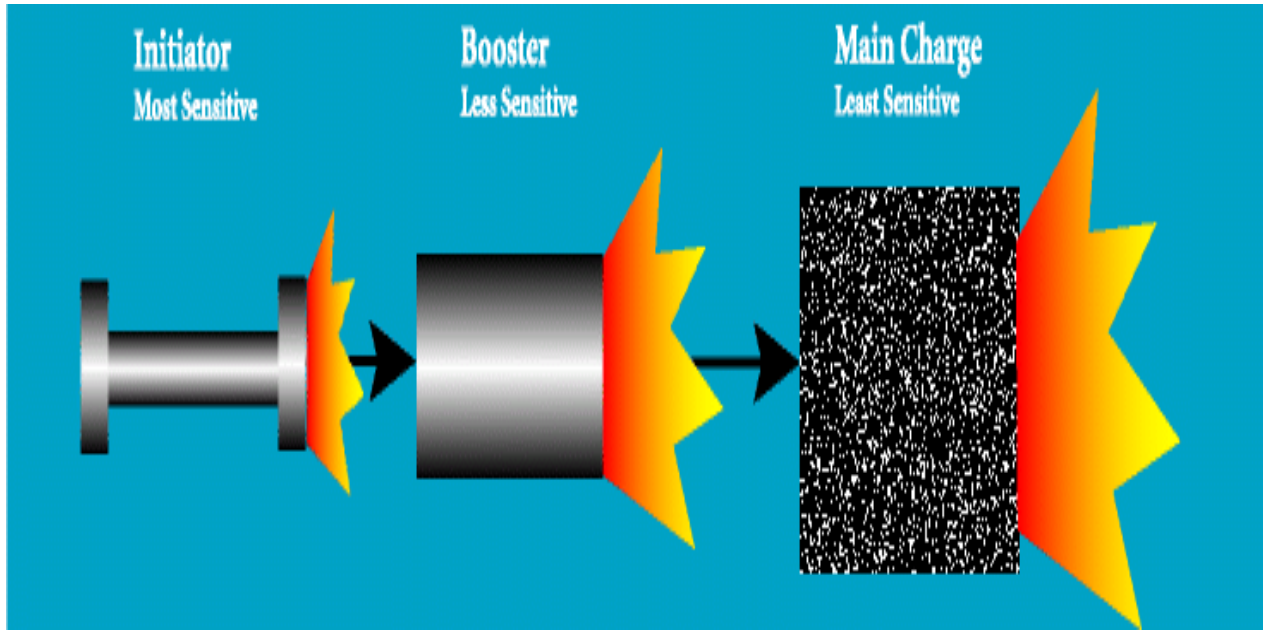 Initiator
Most Sensitive
Booster
Less Sensitive
Main Charge
Least Sensitive